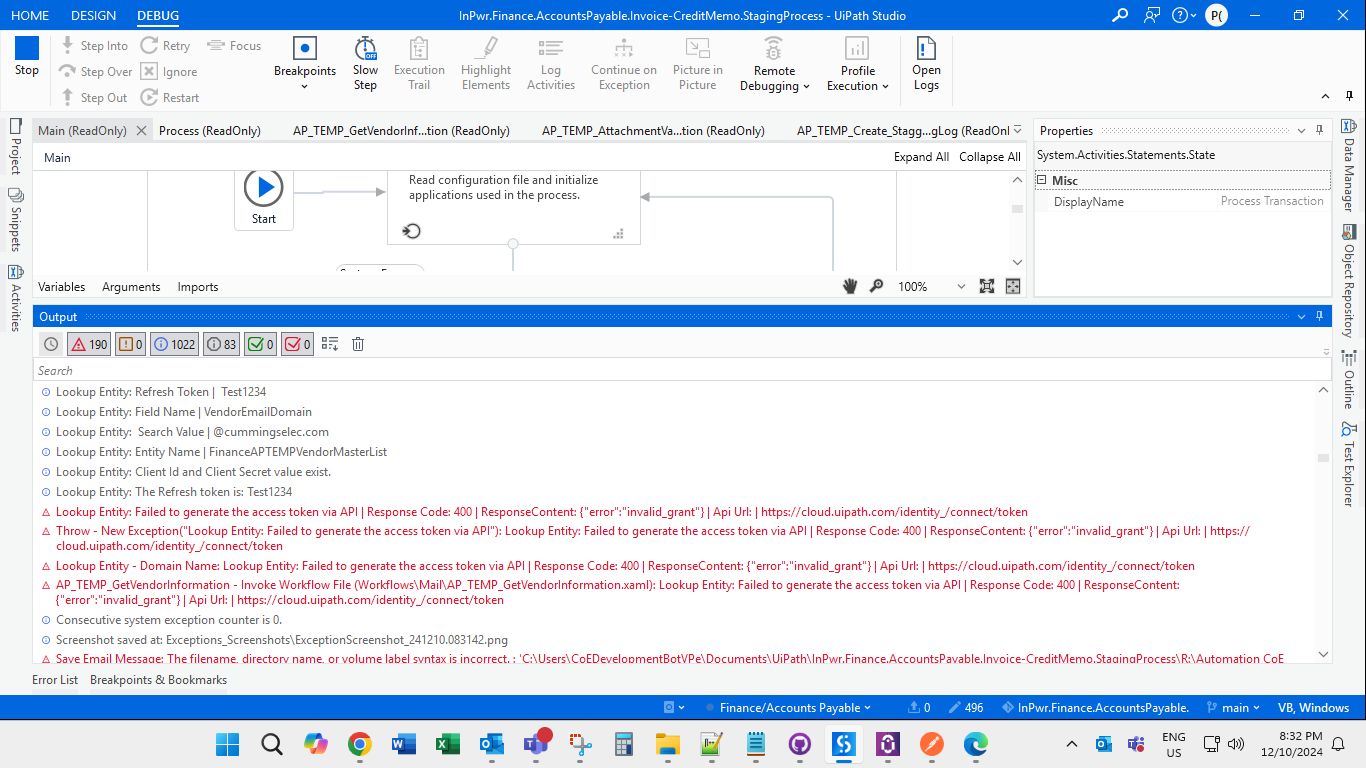 HOME DESIGN DEBUG InPwr.Finance.AccountsPayable.Invoice-CreditMemo.StagingProcess - UiPath Studio P(
Stop
Step Into Retry Focus
Step Over Ignore
Step Out Restart
Breakpoints
Slow Step
OFF
Execution Trail
Highlight Elements
Log Activities
Continue on Exception
Picture in Picture
Remote Debugging
Profile Execution
Open Logs
Project
Snippets
Activities
Main (ReadOnly) Process (ReadOnly) AP_TEMP_GetVendorInf...tion (ReadOnly) AP_TEMP_AttachmentVa...tion (ReadOnly) AP_TEMP_Create_Stagg...gLog (ReadOnl
Main Expand All Collapse All
Start
Read configuration file and initialize
applications used in the process.
Variables Arguments Imports 100%
Properties
System.Activities.Statements.State
Misc
DisplayName Process Transaction
Data Manager
Object Repository
Outline
Test Explorer
Output
190 0 1022 83 0 0
Search
Lookup Entity: Refresh Token | Test1234
Lookup Entity: Field Name | VendorEmailDomain
Lookup Entity: Search Value | @cummingselec.com
Lookup Entity: Entity Name | FinanceAPTEMPVendorMasterList
Lookup Entity: Client Id and Client Secret value exist.
Lookup Entity: The Refresh token is: Test1234
Lookup Entity: Failed to generate the access token via API | Response Code: 400 | ResponseContent: {"error":"invalid_grant"} | Api Url: | https://cloud.uipath.com/identity_/connect/token
Throw - New Exception("Lookup Entity: Failed to generate the access token via API"): Lookup Entity: Failed to generate the access token via API | Response Code: 400 | ResponseContent: {"error":"invalid_grant"} | Api Url: | https://
cloud.uipath.com/identity_/connect/token
Lookup Entity - Domain Name: Lookup Entity: Failed to generate the access token via API | Response Code: 400 | ResponseContent: {"error":"invalid_grant"} | Api Url: | https://cloud.uipath.com/identity_/connect/token
AP_TEMP_GetVendorInformation - Invoke Workflow File (Workflows\Mail\AP_TEMP_GetVendorInformation.xaml): Lookup Entity: Failed to generate the access token via API | Response Code: 400 | ResponseContent:
{"error":"invalid_grant"} | Api Url: | https://cloud.uipath.com/identity_/connect/token
Consecutive system exception counter is 0.
Screenshot saved at: Exceptions_Screenshots\ExceptionScreenshot_241210.083142.png
Save Email Message: The filename, directory name, or volume label syntax is incorrect. : 'C:\Users\CoEDevelopmentBotVPe\Documents\UiPath\InPwr.Finance.AccountsPayable.Invoice-CreditMemo.StagingProcess\R:\Automation CoE
Error List Breakpoints & Bookmarks
Finance/Accounts Payable 0 496 InPwr.Finance.AccountsPayable. main VB, Windows
ENG
US
8:32 PM
12/10/2024